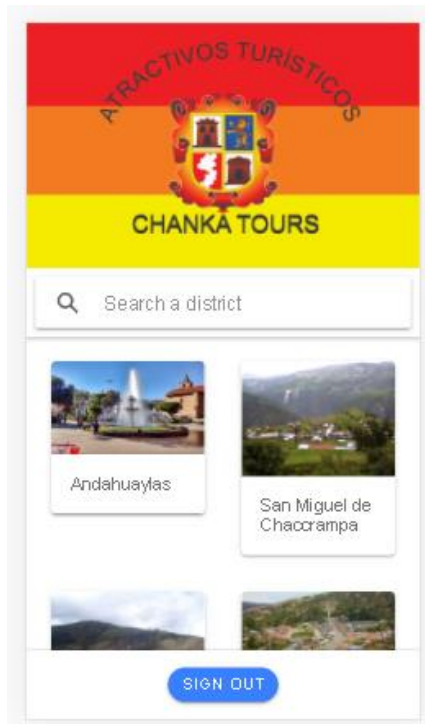 ATRACTIVOS TURÍSTICOS
CHANKA TOURS
Search a district
Andahuaylas
San Miguel de
Chaccrampa
SIGN OUT